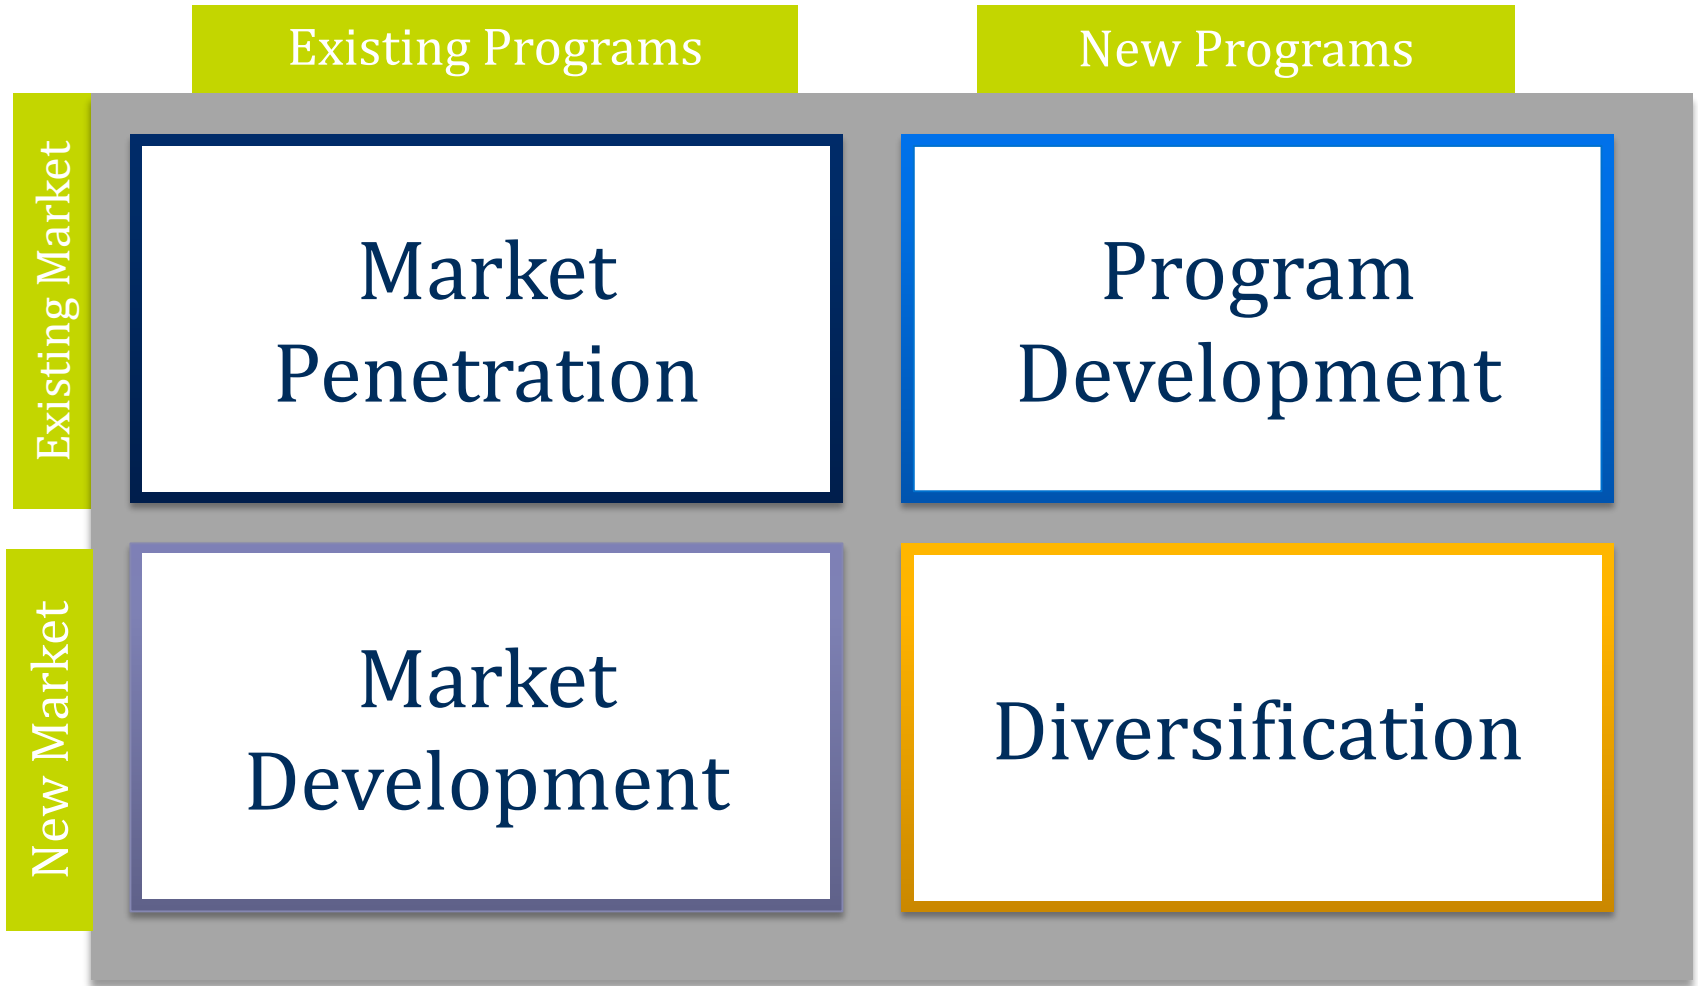 Existing Programs
New Programs
Existing Market
Market
Penetration
Program
Development
New Market
Market
Development
Diversification